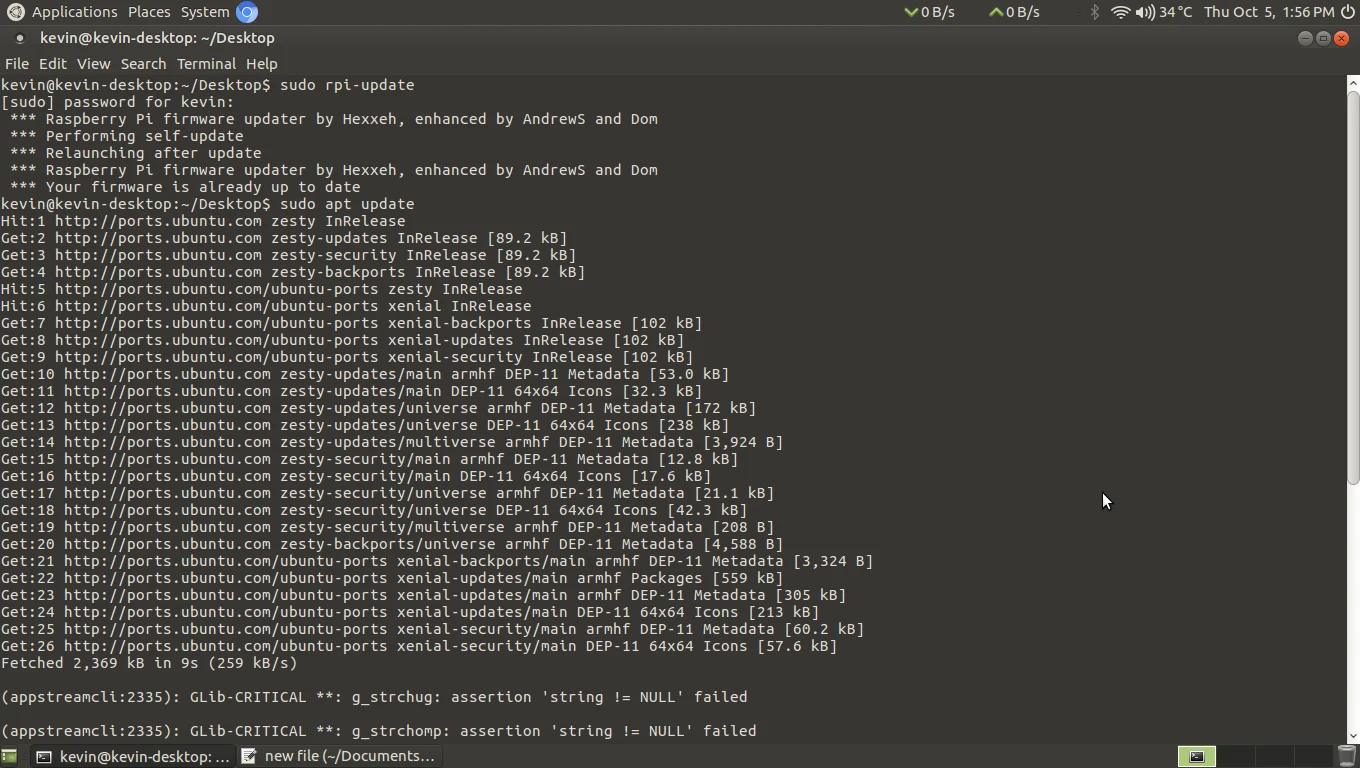 Applications Places System 0 B/s 0 B/s 34 °C Thu Oct 5, 1:56 PM
kevin@kevin-desktop: ~/Desktop
File Edit View Search Terminal Help
kevin@kevin-desktop:~/Desktop$ sudo rpi-update
[sudo] password for kevin:
*** Raspberry Pi firmware updater by Hexxeh, enhanced by AndrewS and Dom
*** Performing self-update
*** Relaunching after update
*** Raspberry Pi firmware updater by Hexxeh, enhanced by AndrewS and Dom
*** Your firmware is already up to date
kevin@kevin-desktop:~/Desktop$ sudo apt update
Hit:1 http://ports.ubuntu.com zesty InRelease
Get:2 http://ports.ubuntu.com zesty-updates InRelease [89.2 kB]
Get:3 http://ports.ubuntu.com zesty-security InRelease [89.2 kB]
Get:4 http://ports.ubuntu.com zesty-backports InRelease [89.2 kB]
Hit:5 http://ports.ubuntu.com/ubuntu-ports zesty InRelease
Hit:6 http://ports.ubuntu.com/ubuntu-ports xenial InRelease
Get:7 http://ports.ubuntu.com/ubuntu-ports xenial-backports InRelease [102 kB]
Get:8 http://ports.ubuntu.com/ubuntu-ports xenial-updates InRelease [102 kB]
Get:9 http://ports.ubuntu.com/ubuntu-ports xenial-security InRelease [102 kB]
Get:10 http://ports.ubuntu.com zesty-updates/main armhf DEP-11 Metadata [53.0 kB]
Get:11 http://ports.ubuntu.com zesty-updates/main DEP-11 64x64 Icons [32.3 kB]
Get:12 http://ports.ubuntu.com zesty-updates/universe armhf DEP-11 Metadata [172 kB]
Get:13 http://ports.ubuntu.com zesty-updates/universe DEP-11 64x64 Icons [238 kB]
Get:14 http://ports.ubuntu.com zesty-updates/multiverse armhf DEP-11 Metadata [3,924 B]
Get:15 http://ports.ubuntu.com zesty-security/main armhf DEP-11 Metadata [12.8 kB]
Get:16 http://ports.ubuntu.com zesty-security/main DEP-11 64x64 Icons [17.6 kB]
Get:17 http://ports.ubuntu.com zesty-security/universe armhf DEP-11 Metadata [21.1 kB]
Get:18 http://ports.ubuntu.com zesty-security/universe DEP-11 64x64 Icons [42.3 kB]
Get:19 http://ports.ubuntu.com zesty-security/multiverse armhf DEP-11 Metadata [208 B]
Get:20 http://ports.ubuntu.com zesty-backports/universe armhf DEP-11 Metadata [4,588 B]
Get:21 http://ports.ubuntu.com/ubuntu-ports xenial-backports/main armhf DEP-11 Metadata [3,324 B]
Get:22 http://ports.ubuntu.com/ubuntu-ports xenial-updates/main armhf Packages [559 kB]
Get:23 http://ports.ubuntu.com/ubuntu-ports xenial-updates/main armhf DEP-11 Metadata [305 kB]
Get:24 http://ports.ubuntu.com/ubuntu-ports xenial-updates/main DEP-11 64x64 Icons [213 kB]
Get:25 http://ports.ubuntu.com/ubuntu-ports xenial-security/main armhf DEP-11 Metadata [60.2 kB]
Get:26 http://ports.ubuntu.com/ubuntu-ports xenial-security/main DEP-11 64x64 Icons [57.6 kB]
Fetched 2,369 kB in 9s (259 kB/s)
(appstreamcli:2335): GLib-CRITICAL **: g_strchug: assertion 'string != NULL' failed
(appstreamcli:2335): GLib-CRITICAL **: g_strchomp: assertion 'string != NULL' failed
kevin@kevin-desktop: ... new file (~/Documents...